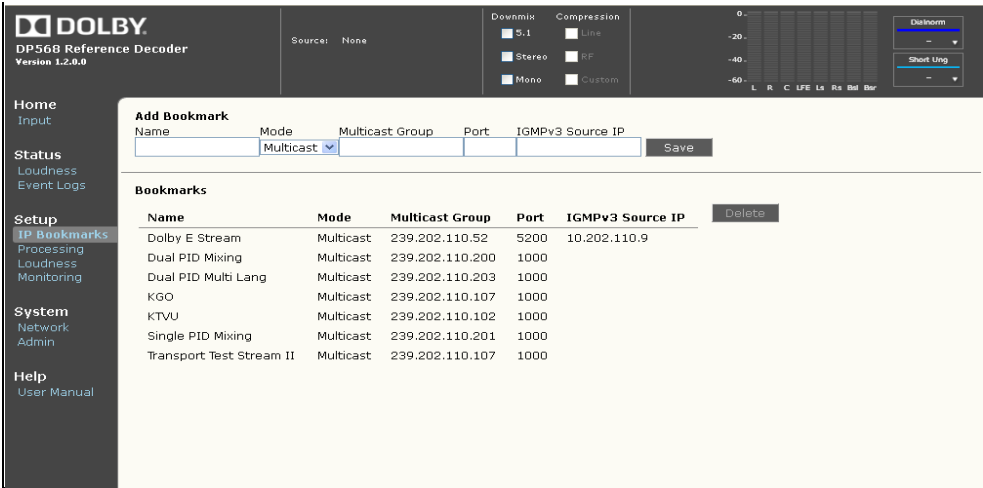 DOLBY.
DP568 Reference Decoder
Version 1.2.0.0
Source: None
Downmix Compression
5.1 Line
Stereo RF
Mono Custom
0
-20
-40
-60
L R C LFE Ls Rs Bsl Bsr
Dialnorm
–
Short Ung
–
Home
Input
Status
Loudness
Event Logs
Setup
IP Bookmarks
Processing
Loudness
Monitoring
System
Network
Admin
Help
User Manual
Add Bookmark
Name Mode Multicast Group Port IGMPv3 Source IP
Multicast Save
Bookmarks
Name Mode Multicast Group Port IGMPv3 Source IP Delete
Dolby E Stream Multicast 239.202.110.52 5200 10.202.110.9
Dual PID Mixing Multicast 239.202.110.200 1000
Dual PID Multi Lang Multicast 239.202.110.203 1000
KGO Multicast 239.202.110.107 1000
KTVU Multicast 239.202.110.102 1000
Single PID Mixing Multicast 239.202.110.201 1000
Transport Test Stream II Multicast 239.202.110.107 1000